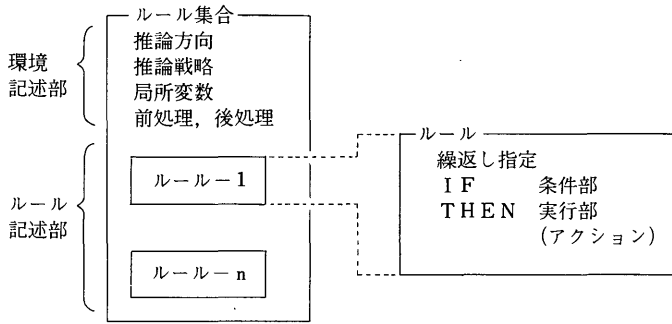 ルール集合
推論方向
推論戦略
局所変数
前処理，後処理
環境
記述部
ルール
記述部
ルール－1
ルール－n
ルール
繰返し指定
IF 条件部
THEN 実行部
(アクション)